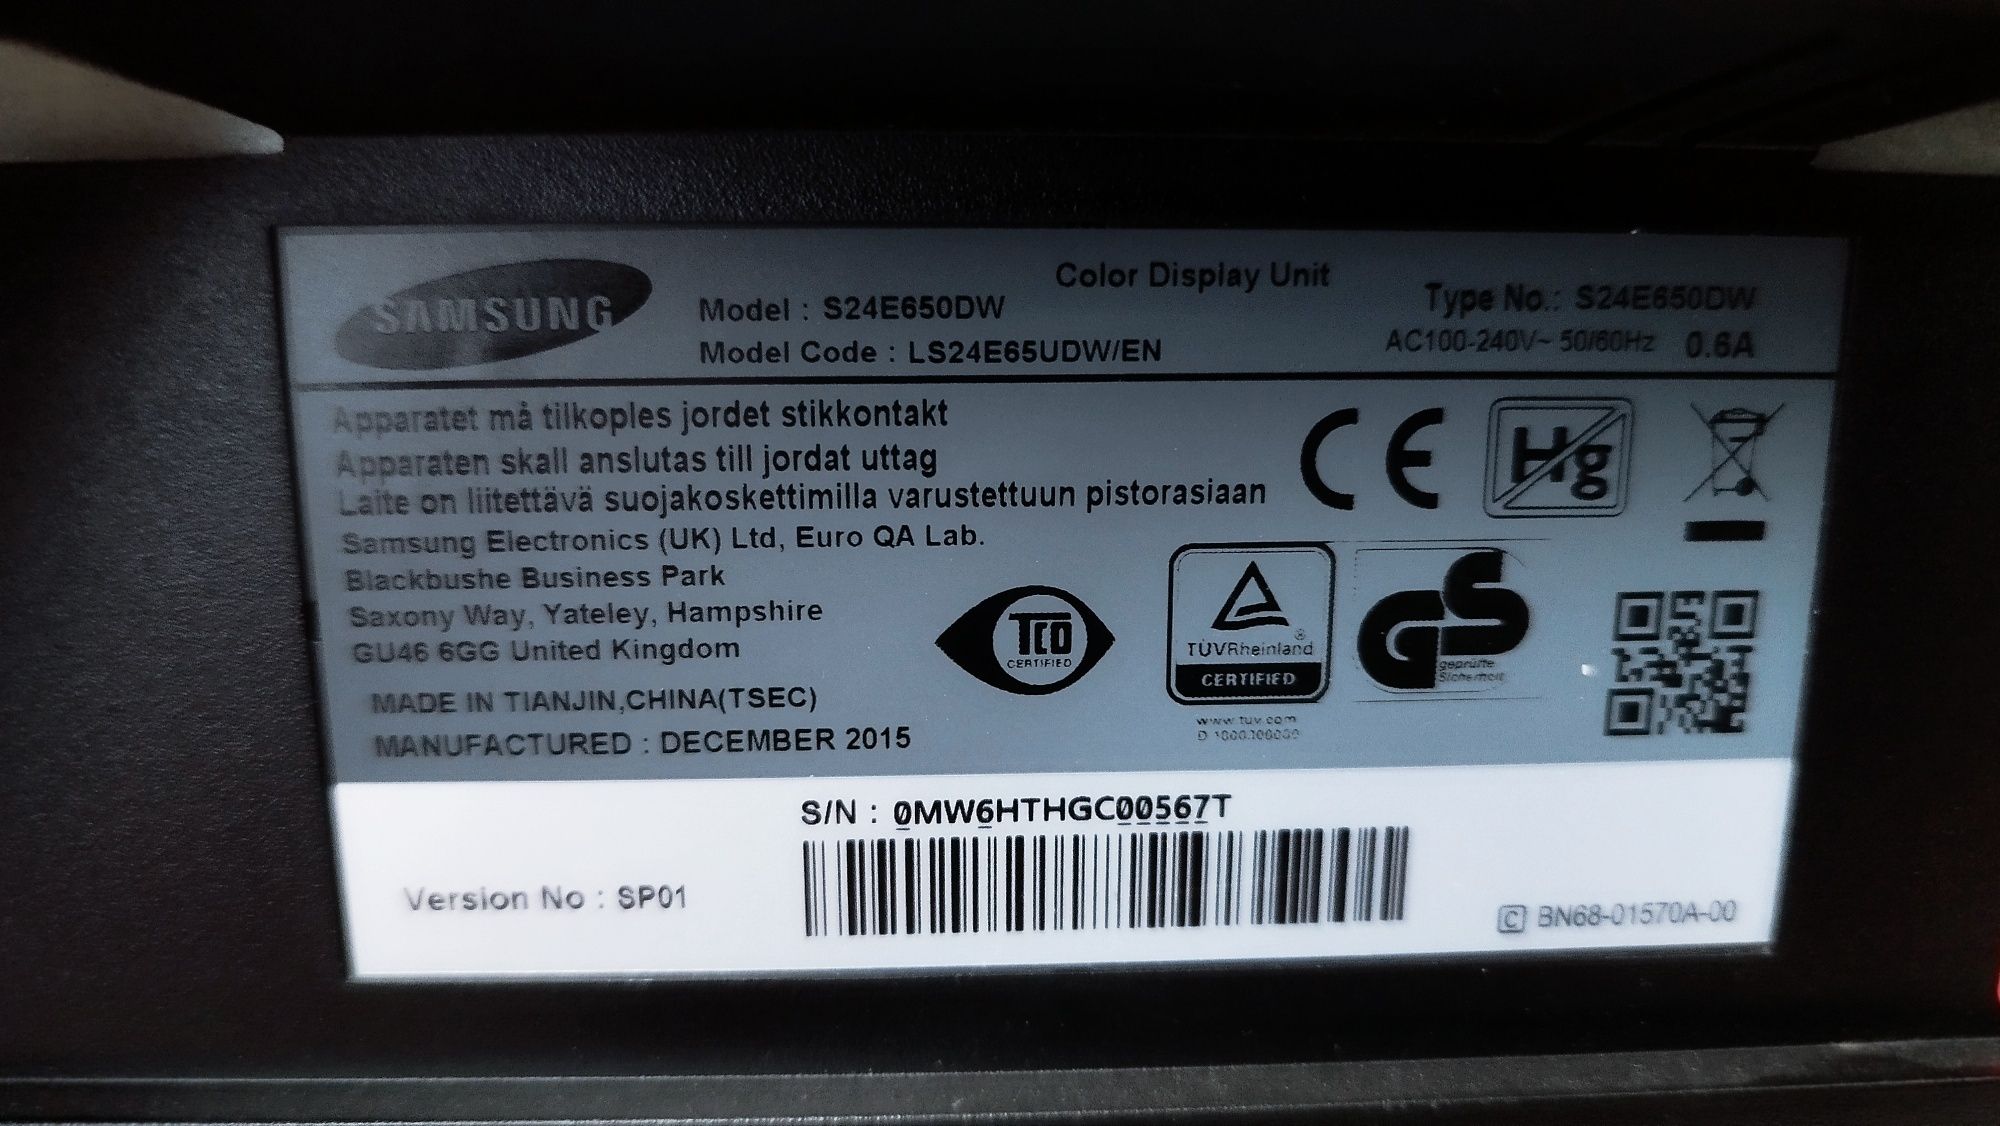 SAMSUNG
Color Display Unit
Model : S24E650DW
Type No.: S24E650DW
Model Code : LS24E65UDW/EN
AC100-240V~ 50/60Hz 0.6A
Apparatet må tilkoples jordet stikkontakt
Apparaten skall anslutas till jordat uttag
Laite on liitettävä suojakoskettimilla varustettuun pistorasiaan
Samsung Electronics (UK) Ltd, Euro QA Lab.
Blackbushe Business Park
Saxony Way, Yateley, Hampshire
GU46 6GG United Kingdom
MADE IN TIANJIN,CHINA(TSEC)
MANUFACTURED : DECEMBER 2015
CE
Hg
TCO
CERTIFIED
TÜVRheinland ®
CERTIFIED
www.tuv.com
GS
geprüfte
Sicherheit
S/N : 0MW6HTHGC00567T
Version No : SP01
C BN68-01570A-00